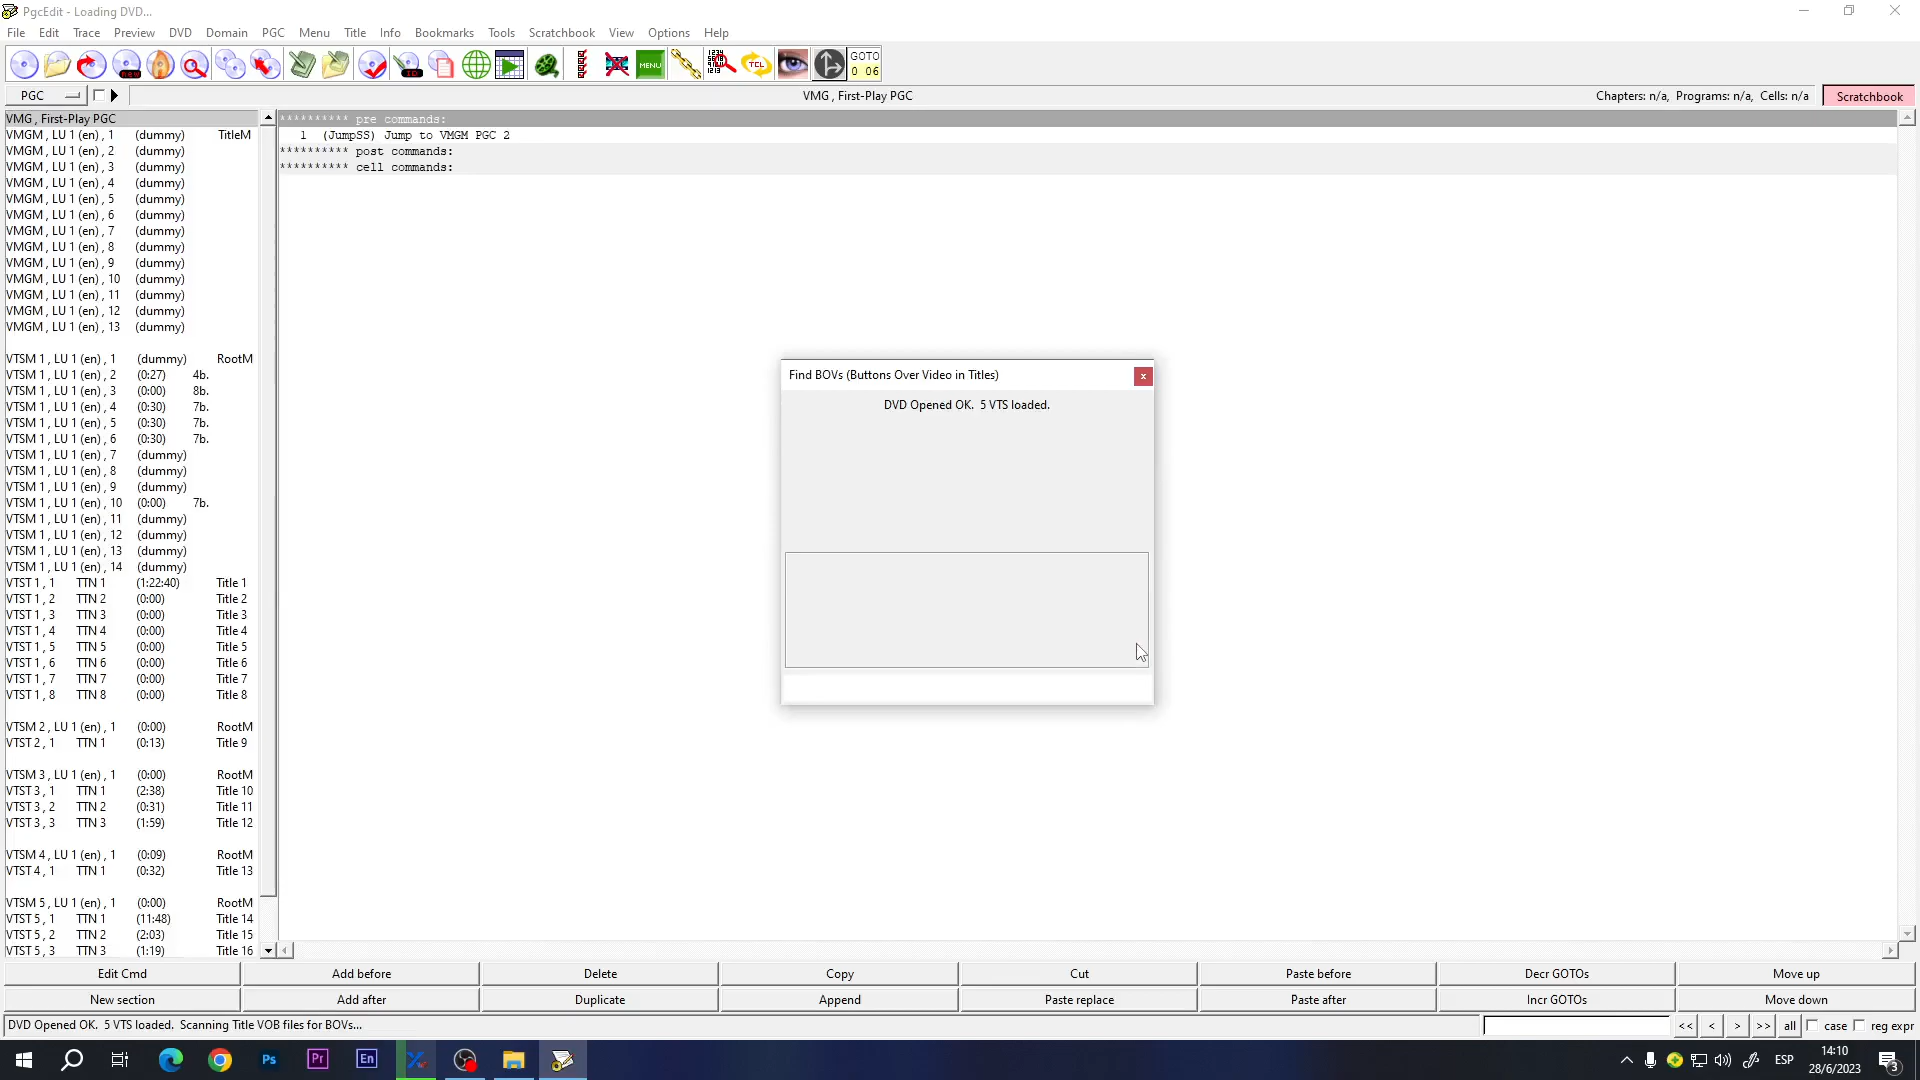 PgcEdit - Loading DVD...
File Edit Trace Preview DVD Domain PGC Menu Title Info Bookmarks Tools Scratchbook View Options Help
GOTO
0 06
MENU
TCL
PGC
VMG , First-Play PGC
Chapters: n/a, Programs: n/a, Cells: n/a
Scratchbook
VMG , First-Play PGC
VMGM , LU 1 (en) , 1 (dummy) TitleM
VMGM , LU 1 (en) , 2 (dummy)
VMGM , LU 1 (en) , 3 (dummy)
VMGM , LU 1 (en) , 4 (dummy)
VMGM , LU 1 (en) , 5 (dummy)
VMGM , LU 1 (en) , 6 (dummy)
VMGM , LU 1 (en) , 7 (dummy)
VMGM , LU 1 (en) , 8 (dummy)
VMGM , LU 1 (en) , 9 (dummy)
VMGM , LU 1 (en) , 10 (dummy)
VMGM , LU 1 (en) , 11 (dummy)
VMGM , LU 1 (en) , 12 (dummy)
VMGM , LU 1 (en) , 13 (dummy)
VTSM 1 , LU 1 (en) , 1 (dummy) RootM
VTSM 1 , LU 1 (en) , 2 (0:27) 4b.
VTSM 1 , LU 1 (en) , 3 (0:00) 8b.
VTSM 1 , LU 1 (en) , 4 (0:30) 7b.
VTSM 1 , LU 1 (en) , 5 (0:30) 7b.
VTSM 1 , LU 1 (en) , 6 (0:30) 7b.
VTSM 1 , LU 1 (en) , 7 (dummy)
VTSM 1 , LU 1 (en) , 8 (dummy)
VTSM 1 , LU 1 (en) , 9 (dummy)
VTSM 1 , LU 1 (en) , 10 (0:00) 7b.
VTSM 1 , LU 1 (en) , 11 (dummy)
VTSM 1 , LU 1 (en) , 12 (dummy)
VTSM 1 , LU 1 (en) , 13 (dummy)
VTSM 1 , LU 1 (en) , 14 (dummy)
VTST 1 , 1 TTN 1 (1:22:40) Title 1
VTST 1 , 2 TTN 2 (0:00) Title 2
VTST 1 , 3 TTN 3 (0:00) Title 3
VTST 1 , 4 TTN 4 (0:00) Title 4
VTST 1 , 5 TTN 5 (0:00) Title 5
VTST 1 , 6 TTN 6 (0:00) Title 6
VTST 1 , 7 TTN 7 (0:00) Title 7
VTST 1 , 8 TTN 8 (0:00) Title 8
VTSM 2 , LU 1 (en) , 1 (0:00) RootM
VTST 2 , 1 TTN 1 (0:13) Title 9
VTSM 3 , LU 1 (en) , 1 (0:00) RootM
VTST 3 , 1 TTN 1 (2:38) Title 10
VTST 3 , 2 TTN 2 (0:31) Title 11
VTST 3 , 3 TTN 3 (1:59) Title 12
VTSM 4 , LU 1 (en) , 1 (0:09) RootM
VTST 4 , 1 TTN 1 (0:32) Title 13
VTSM 5 , LU 1 (en) , 1 (0:00) RootM
VTST 5 , 1 TTN 1 (11:48) Title 14
VTST 5 , 2 TTN 2 (2:03) Title 15
VTST 5 , 3 TTN 3 (1:19) Title 16
********** pre commands:
1 (JumpSS) Jump to VMGM PGC 2
********** post commands:
********** cell commands:
Find BOVs (Buttons Over Video in Titles)
x
DVD Opened OK. 5 VTS loaded.
Edit Cmd Add before Delete Copy Cut Paste before Decr GOTOs Move up
New section Add after Duplicate Append Paste replace Paste after Incr GOTOs Move down
DVD Opened OK. 5 VTS loaded. Scanning Title VOB files for BOVs...
<< < > >> all case reg expr
Ps Pr En
ESP
14:10
28/6/2023
3